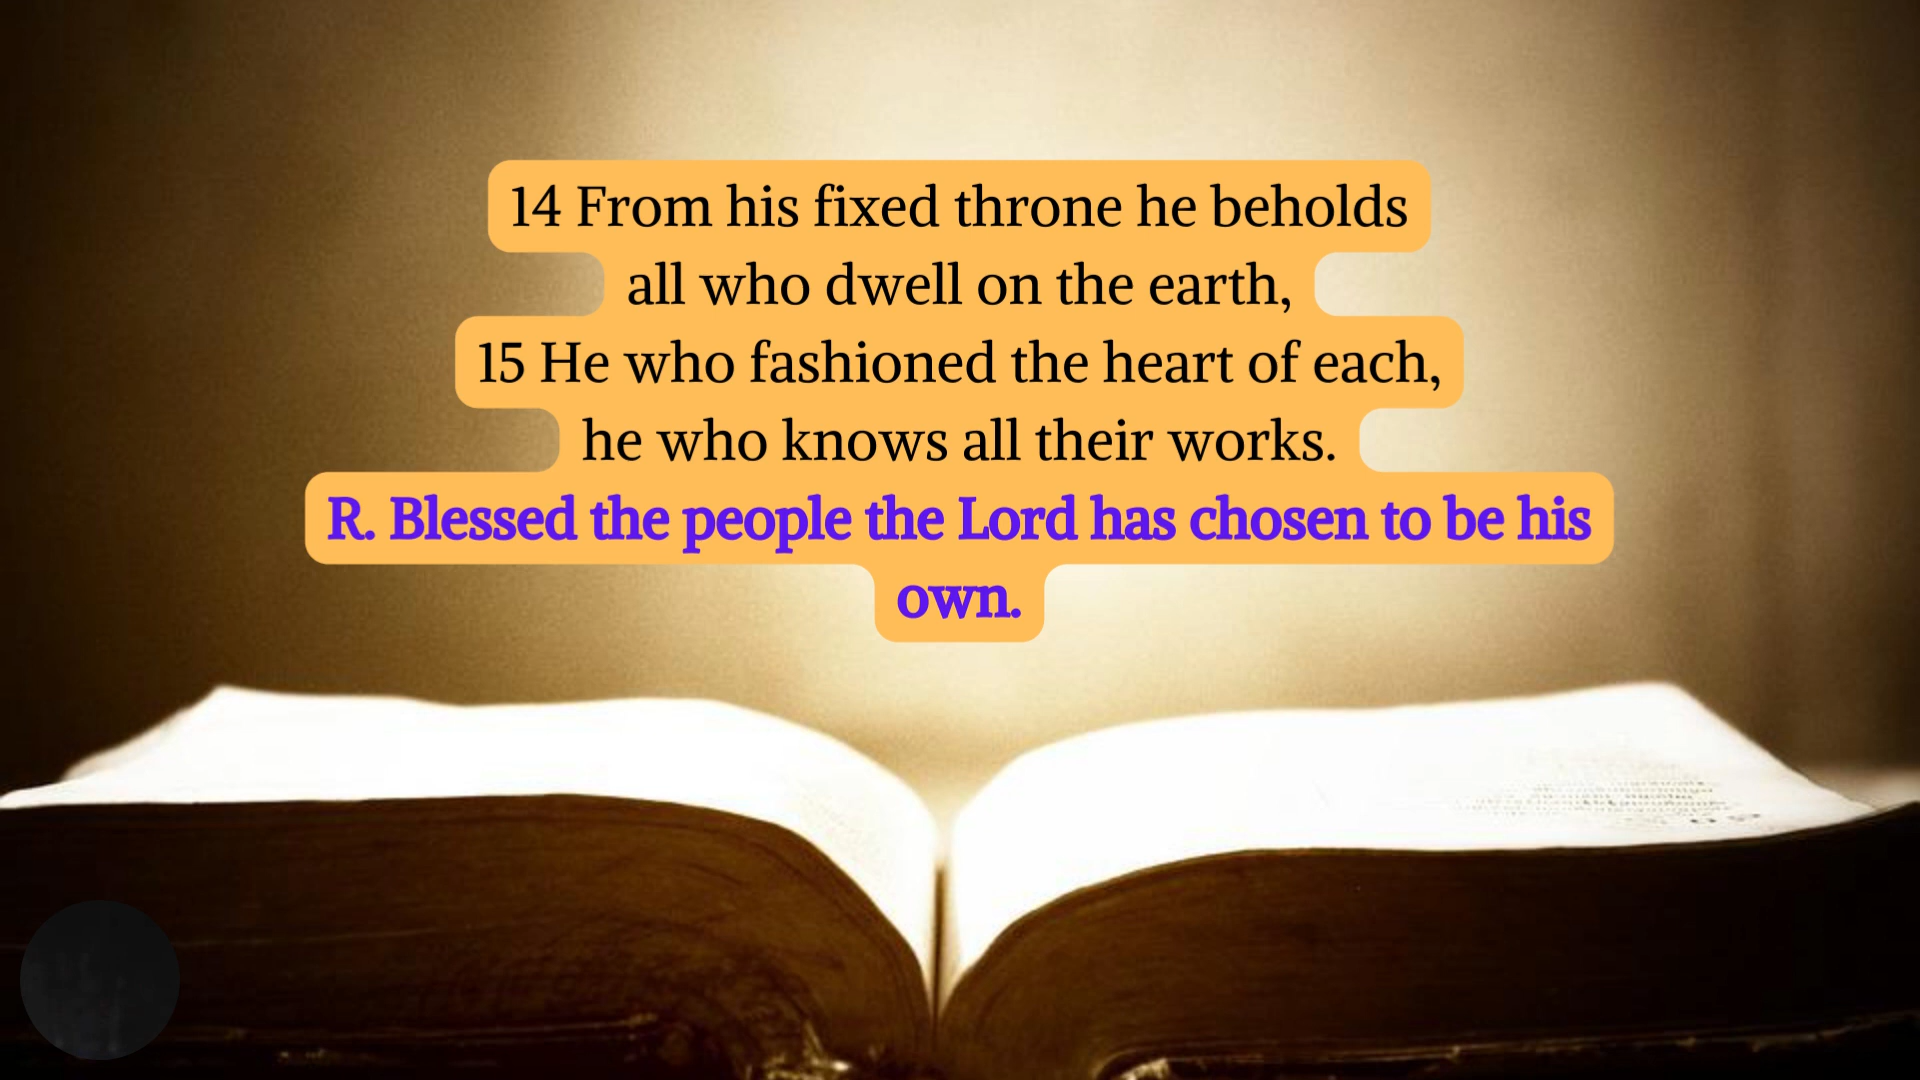 14 From his fixed throne he beholds
all who dwell on the earth,
15 He who fashioned the heart of each,
he who knows all their works.
R. Blessed the people the Lord has chosen to be his
own.